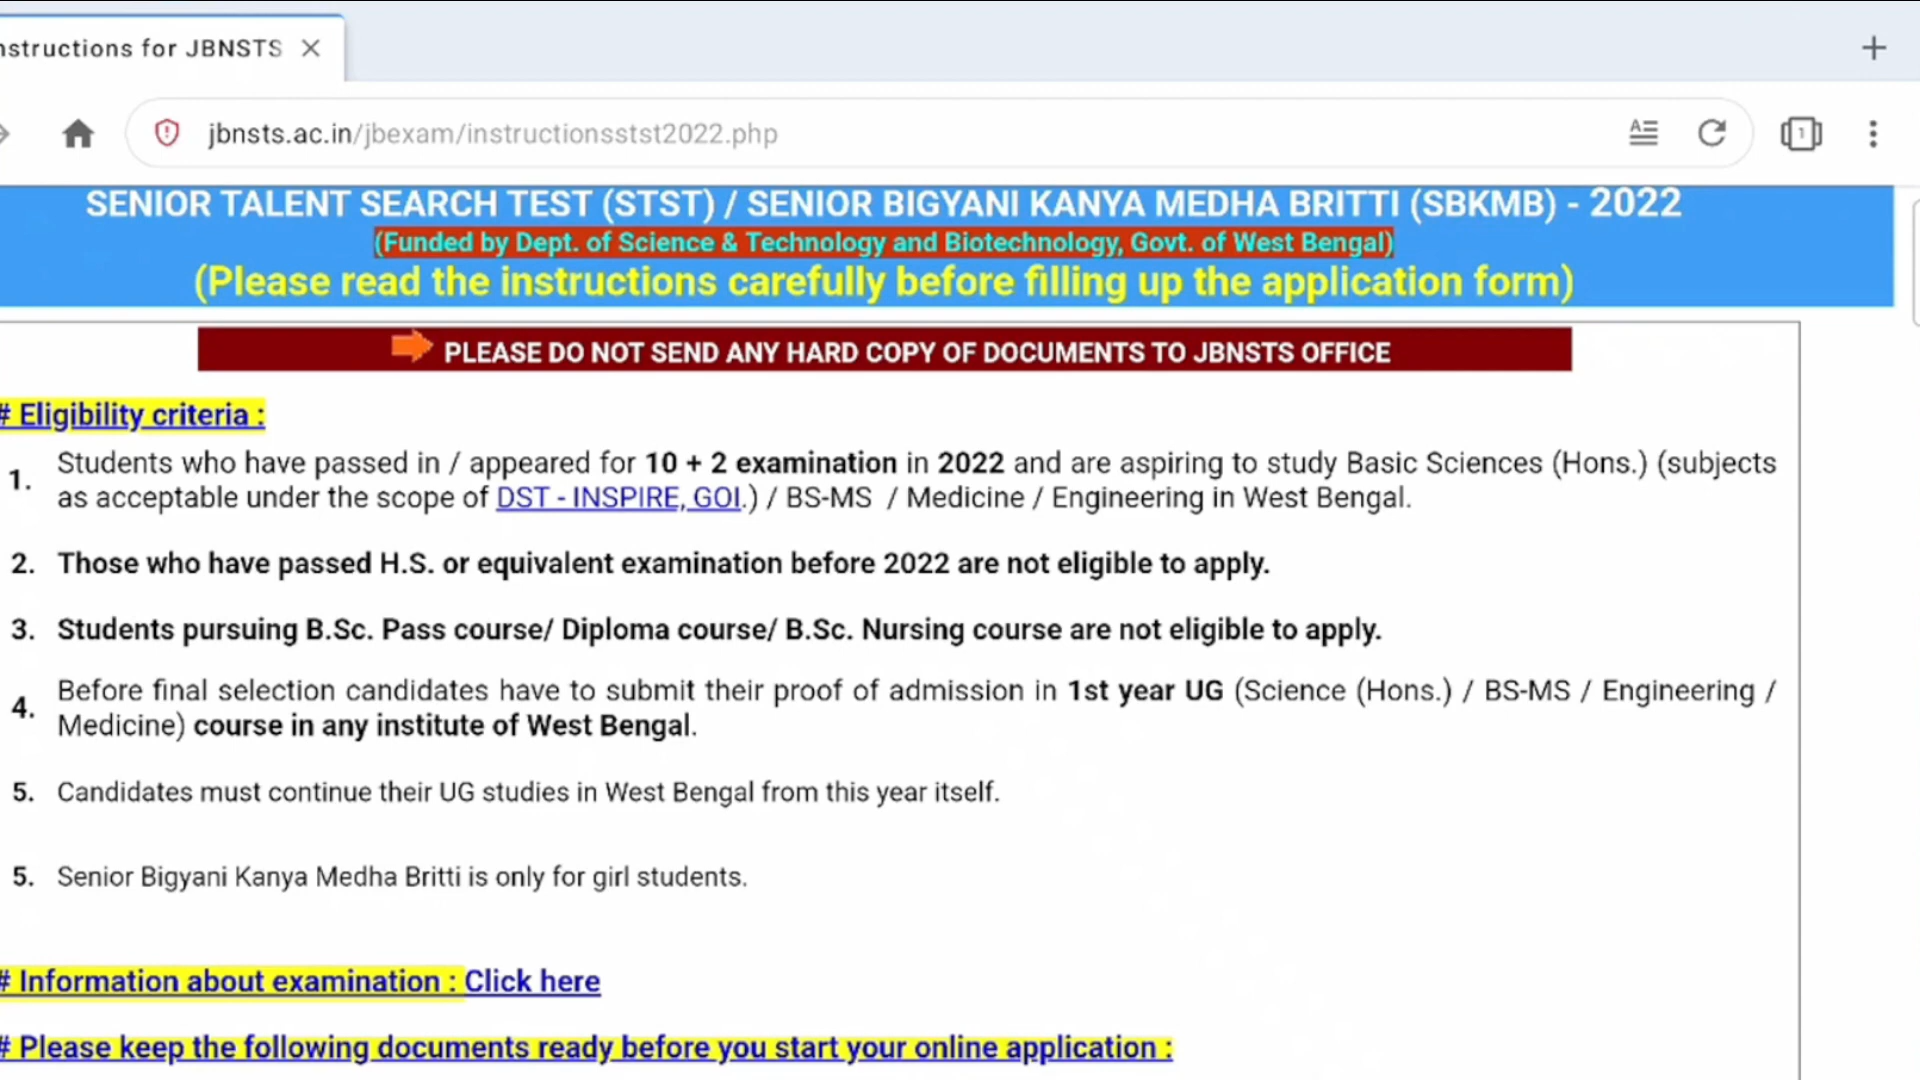 nstructions for JBNSTS
jbnsts.ac.in/jbexam/instructionsstst2022.php
1
SENIOR TALENT SEARCH TEST (STST) / SENIOR BIGYANI KANYA MEDHA BRITTI (SBKMB) - 2022
(Funded by Dept. of Science & Technology and Biotechnology, Govt. of West Bengal)
(Please read the instructions carefully before filling up the application form)
PLEASE DO NOT SEND ANY HARD COPY OF DOCUMENTS TO JBNSTS OFFICE
# Eligibility criteria :
1. Students who have passed in / appeared for 10 + 2 examination in 2022 and are aspiring to study Basic Sciences (Hons.) (subjects
as acceptable under the scope of DST - INSPIRE, GOI.) / BS-MS / Medicine / Engineering in West Bengal.
2. Those who have passed H.S. or equivalent examination before 2022 are not eligible to apply.
3. Students pursuing B.Sc. Pass course/ Diploma course/ B.Sc. Nursing course are not eligible to apply.
4. Before final selection candidates have to submit their proof of admission in 1st year UG (Science (Hons.) / BS-MS / Engineering /
Medicine) course in any institute of West Bengal.
5. Candidates must continue their UG studies in West Bengal from this year itself.
5. Senior Bigyani Kanya Medha Britti is only for girl students.
# Information about examination : Click here
# Please keep the following documents ready before you start your online application :